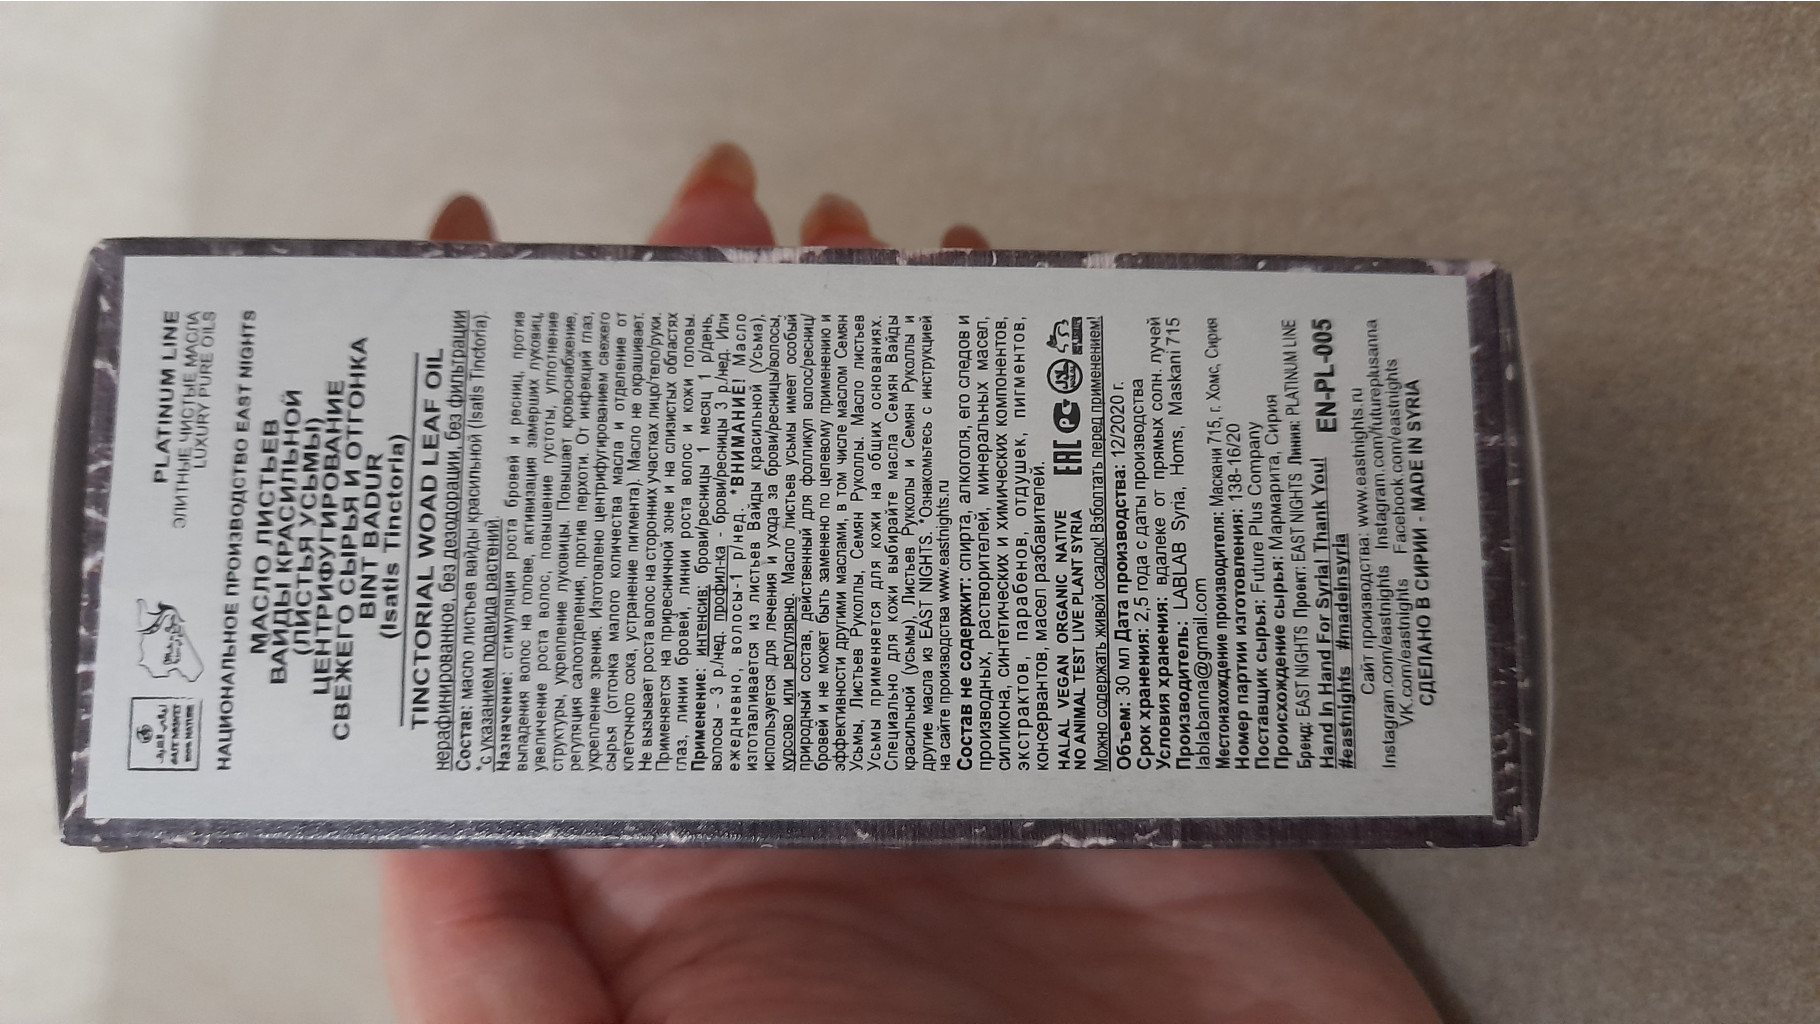 PLATINUM LINE
ЭЛИТНЫЕ ЧИСТЫЕ МАСЛА
LUXURY PURE OILS
НАЦИОНАЛЬНОЕ ПРОИЗВОДСТВО EAST NIGHTS
МАСЛО ЛИСТЬЕВ
ВАЙДЫ КРАСИЛЬНОЙ
(ЛИСТЬЯ УСЬМЫ)
ЦЕНТРИФУГИРОВАНИЕ
СВЕЖЕГО СЫРЬЯ И ОТГОНКА
BINT BADUR
(Isatis Tinctoria)
TINCTORIAL WOAD LEAF OIL
нерафинированное, без дезодорации, без фильтрации
Состав: масло листьев вайды красильной (Isatis Tinctoria).
*с указанием подвида растений.
Назначение: стимуляция роста бровей и ресниц, против
выпадения волос на голове, активизация замерших луковиц,
увеличение роста волос, повышение густоты, уплотнение
структуры, укрепление луковицы. Повышает кровоснабжение,
регуляция салоотделения, против перхоти. От инфекций глаз,
укрепление зрения. Изготовлено центрифугированием свежего
сырья (отгонка малого количества масла и отделение от
клеточного сока, устранение пигмента). Масло не окрашивает.
Не вызывает роста волос на сторонних участках лицо/тело/руки.
Применяется на приресничной зоне и на слизистых областях
глаз, линии бровей, линии роста волос и кожи головы.
Применение: интенсив: брови/ресницы 1 месяц 1 р/день,
волосы - 3 р./нед. профил-ка - брови/ресницы 3 р./нед. Или
ежедневно, волосы-1 р/нед. *ВНИМАНИЕ! Масло
изготавливается из листьев Вайды красильной (Усьма),
используется для лечения и ухода за брови/ресницы/волосы,
курсово или регулярно. Масло листьев усьмы имеет особый
природный состав, действенный для фолликул волос/ресниц/
бровей и не может быть заменено по целевому применению и
эффективности другими маслами, в том числе маслом Семян
Усьмы, Листьев Руколлы, Семян Руколлы. Масло листьев
Усьмы применяется для кожи на общих основаниях.
Специально для кожи выбирайте масла Семян Вайды
красильной (усьмы), Листьев Руколы и Семян Руколлы и
другие масла из EAST NIGHTS. *Ознакомьтесь с инструкцией
на сайте производства www.eastnights.ru
Состав не содержит: спирта, алкоголя, его следов и
производных, растворителей, минеральных масел,
силикона, синтетических и химических компонентов,
экстрактов, парабенов, отдушек, пигментов,
консервантов, масел разбавителей.
HALAL VEGAN ORGANIC NATIVE
NO ANIMAL TEST LIVE PLANT SYRIA EAC РСТ
Можно содержать живой осадок! Взболтать перед применением!
Объем: 30 мл Дата производства: 12/2020 г.
Срок хранения: 2,5 года с даты производства
Условия хранения: вдалеке от прямых солн. лучей
Производитель: LABLAB Syria, Homs, Maskani 715
lablabanna@gmail.com
Местонахождение производителя: Маскани 715, г. Хомс, Сирия
Номер партии изготовления: 138-16/20
Поставщик сырья: Future Plus Company
Происхождение сырья: Мармарита, Сирия
Бренд: EAST NIGHTS Проект: EAST NIGHTS Линия: PLATINUM LINE
Hand In Hand For Syria! Thank You! EN-PL-005
#eastnights #madeinsyria
Сайт производства: www.eastnights.ru
Instagram.com/eastnights Instagram.com/futureplusanna
VK.com/eastnights Facebook.com/eastnights
СДЕЛАНО В СИРИИ - MADE IN SYRIA